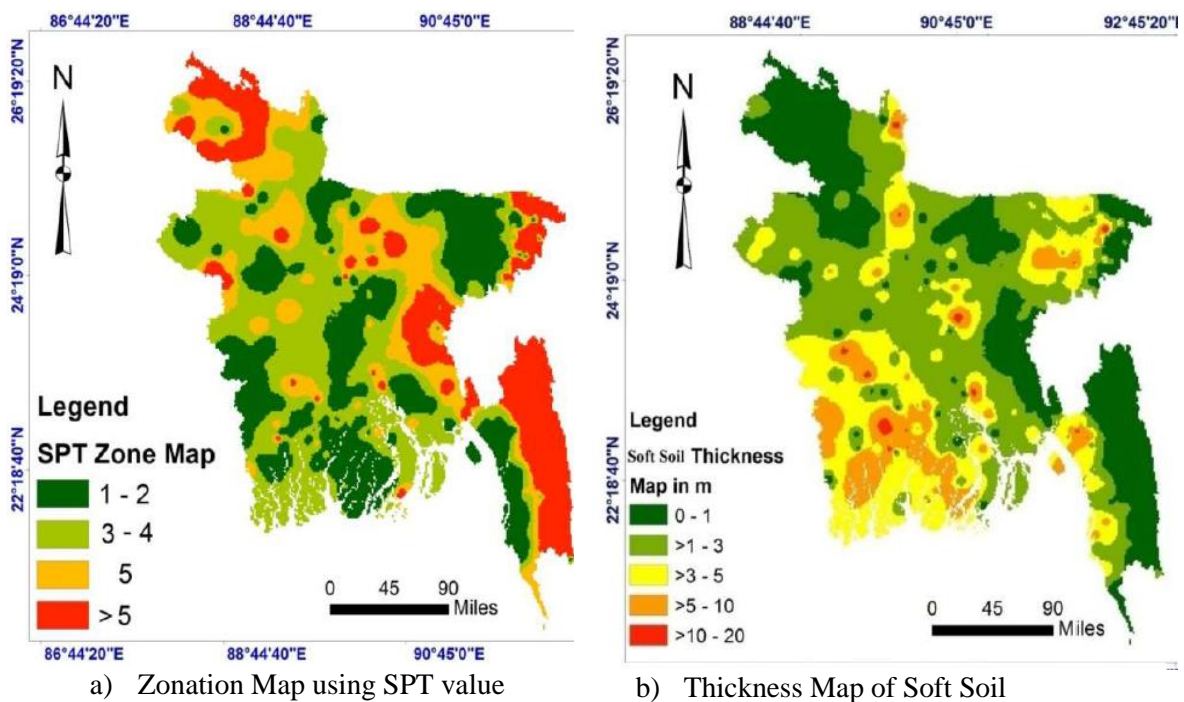 86°44'20"E 88°44'40"E 90°45'0"E
26°19'20"N
24°19'0"N
22°18'40"N
N
Legend
SPT Zone Map
1 - 2
3 - 4
5
> 5
0 45 90
Miles
86°44'20"E 88°44'40"E 90°45'0"E
a) Zonation Map using SPT value
88°44'40"E 90°45'0"E 92°45'20"E
26°19'20"N
24°19'0"N
22°18'40"N
N
Legend
Soft Soil Thickness
Map in m
0 - 1
>1 - 3
>3 - 5
>5 - 10
>10 - 20
0 45 90
Miles
b) Thickness Map of Soft Soil